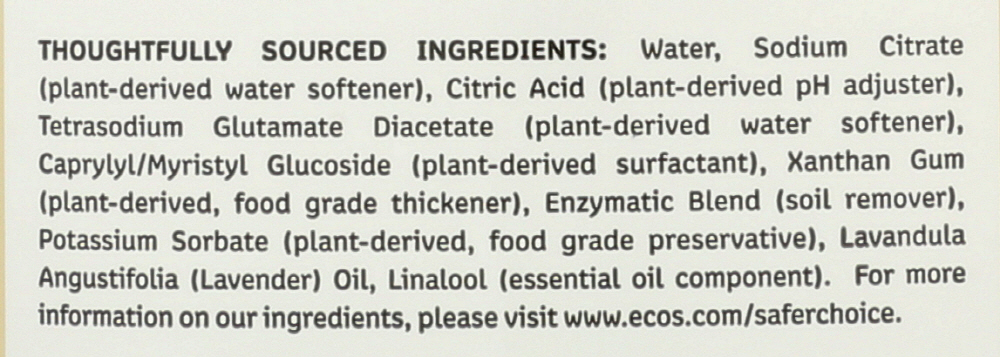 THOUGHTFULLY SOURCED INGREDIENTS: Water, Sodium Citrate
(plant-derived water softener), Citric Acid (plant-derived pH adjuster),
Tetrasodium Glutamate Diacetate (plant-derived water softener),
Caprylyl/Myristyl Glucoside (plant-derived surfactant), Xanthan Gum
(plant-derived, food grade thickener), Enzymatic Blend (soil remover),
Potassium Sorbate (plant-derived, food grade preservative), Lavandula
Angustifolia (Lavender) Oil, Linalool (essential oil component). For more
information on our ingredients, please visit www.ecos.com/saferchoice.